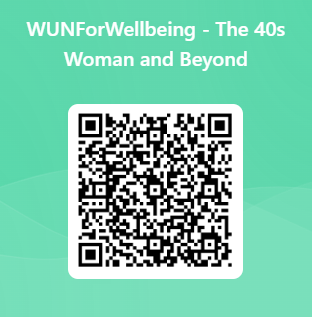 WUNForWellbeing - The 40s
Woman and Beyond